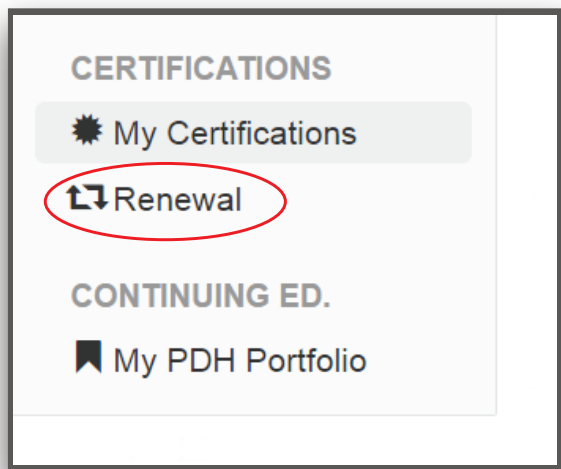 CERTIFICATIONS
My Certifications
Renewal
CONTINUING ED.
My PDH Portfolio